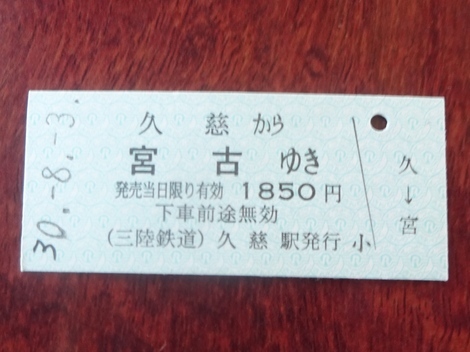 30.-8.-3.
久慈から
宮古ゆき
発売当日限り有効 1850円
下車前途無効
(三陸鉄道) 久慈駅発行 小
久
↓
宮